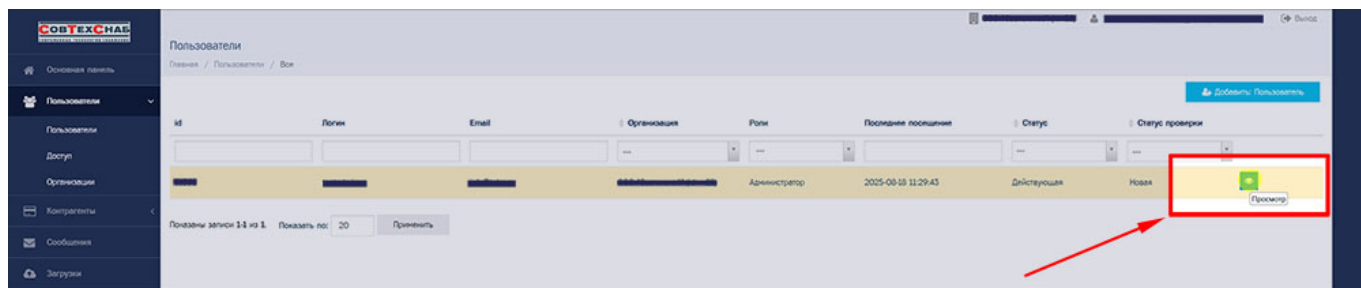 СОВТЕХСНАБ
Выход
Пользователи
Главная / Пользователи / Все
Основная панель
Добавить: Пользователь
Пользователи
id Логин Email Организация Роли Последнее посещение Статус Статус проверки
Пользователи
Доступ
--- --- --- ---
Организации
Администратор 2025-08-18 11:29:43 Действующая Новая
Просмотр
Контрагенты
Показаны записи 1-1 из 1. Показать по: 20 Применить
Сообщения
Загрузки